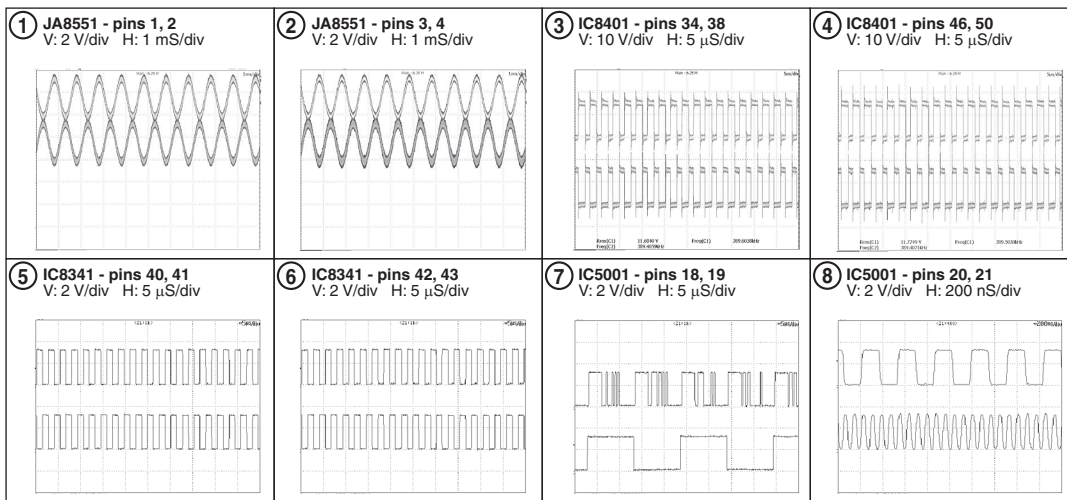 1 JA8551 - pins 1, 2
V: 2 V/div H: 1 mS/div
2 JA8551 - pins 3, 4
V: 2 V/div H: 1 mS/div
3 IC8401 - pins 34, 38
V: 10 V/div H: 5 µS/div
4 IC8401 - pins 46, 50
V: 10 V/div H: 5 µS/div
5 IC8341 - pins 40, 41
V: 2 V/div H: 5 µS/div
6 IC8341 - pins 42, 43
V: 2 V/div H: 5 µS/div
7 IC5001 - pins 18, 19
V: 2 V/div H: 5 µS/div
8 IC5001 - pins 20, 21
V: 2 V/div H: 200 nS/div